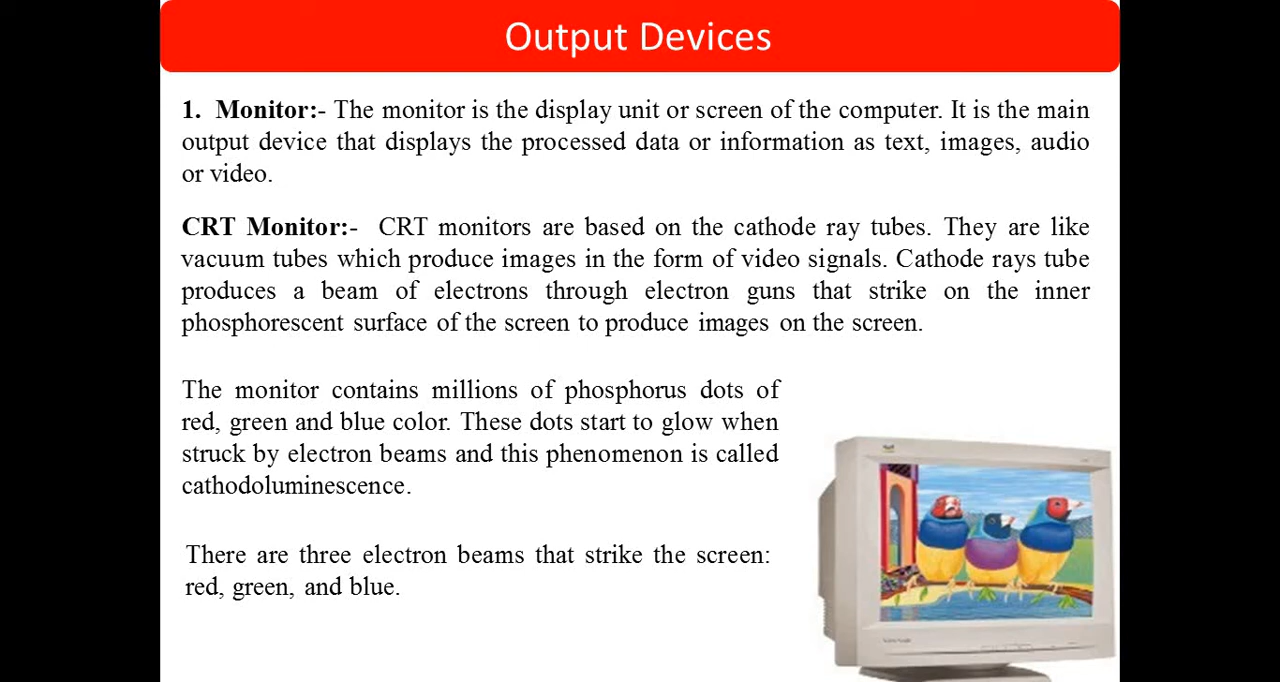 Output Devices
1. Monitor:- The monitor is the display unit or screen of the computer. It is the main
output device that displays the processed data or information as text, images, audio
or video.
CRT Monitor:- CRT monitors are based on the cathode ray tubes. They are like
vacuum tubes which produce images in the form of video signals. Cathode rays tube
produces a beam of electrons through electron guns that strike on the inner
phosphorescent surface of the screen to produce images on the screen.
The monitor contains millions of phosphorus dots of
red, green and blue color. These dots start to glow when
struck by electron beams and this phenomenon is called
cathodoluminescence.
There are three electron beams that strike the screen:
red, green, and blue.